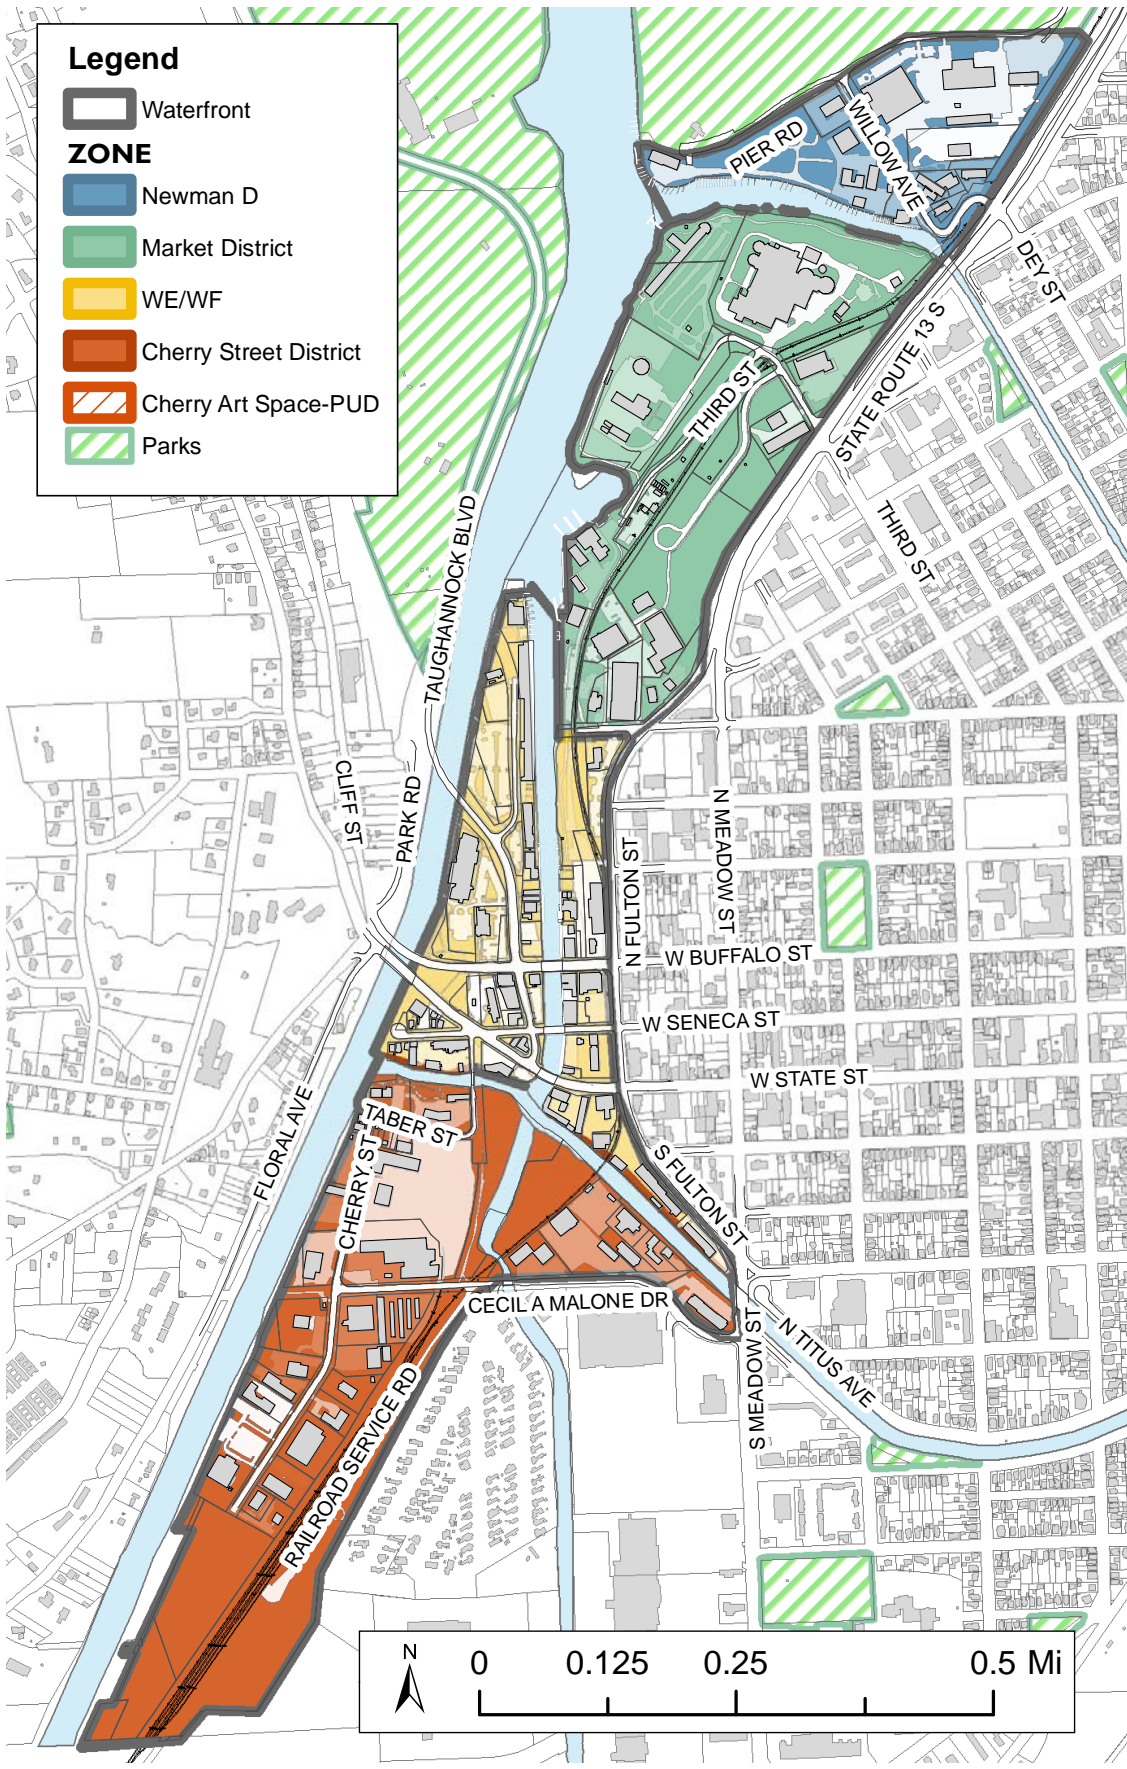 Legend
Waterfront
ZONE
Newman D
Market District
WE/WF
Cherry Street District
Cherry Art Space-PUD
Parks
PIER RD
WILLOW AVE
DEY ST
STATE ROUTE 13 S
THIRD ST
THIRD ST
TAUGHANNOCK BLVD
CLIFF ST
PARK RD
N MEADOW ST
N FULTON ST
W BUFFALO ST
W SENECA ST
W STATE ST
FLORAL AVE
TABER ST
CHERRY ST
S FULTON ST
CECIL A MALONE DR
N TITUS AVE
S MEADOW ST
RAILROAD SERVICE RD
N
0 0.125 0.25 0.5 Mi